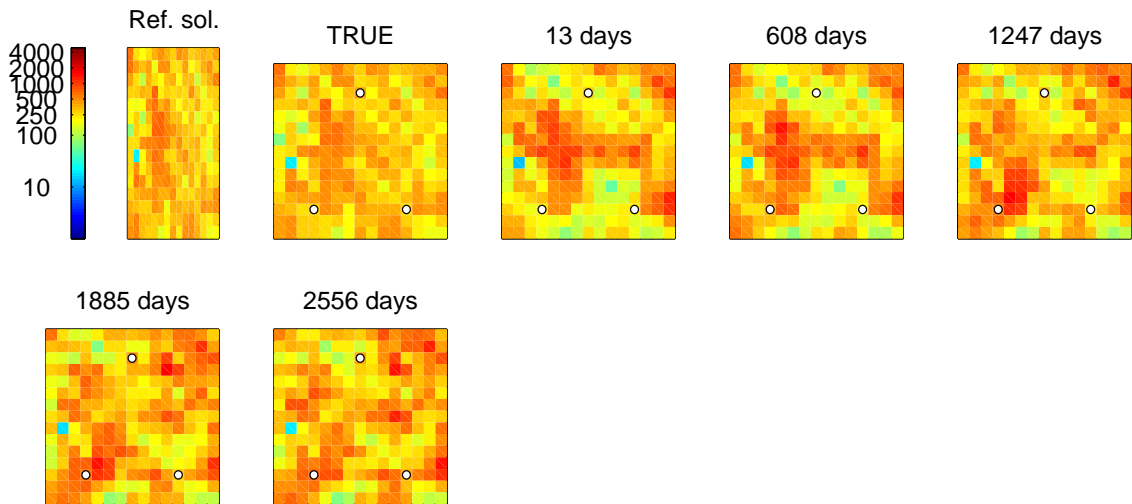 Ref. sol.
TRUE
13 days
608 days
1247 days
4000
2000
1000
500
250
100
10
1885 days
2556 days